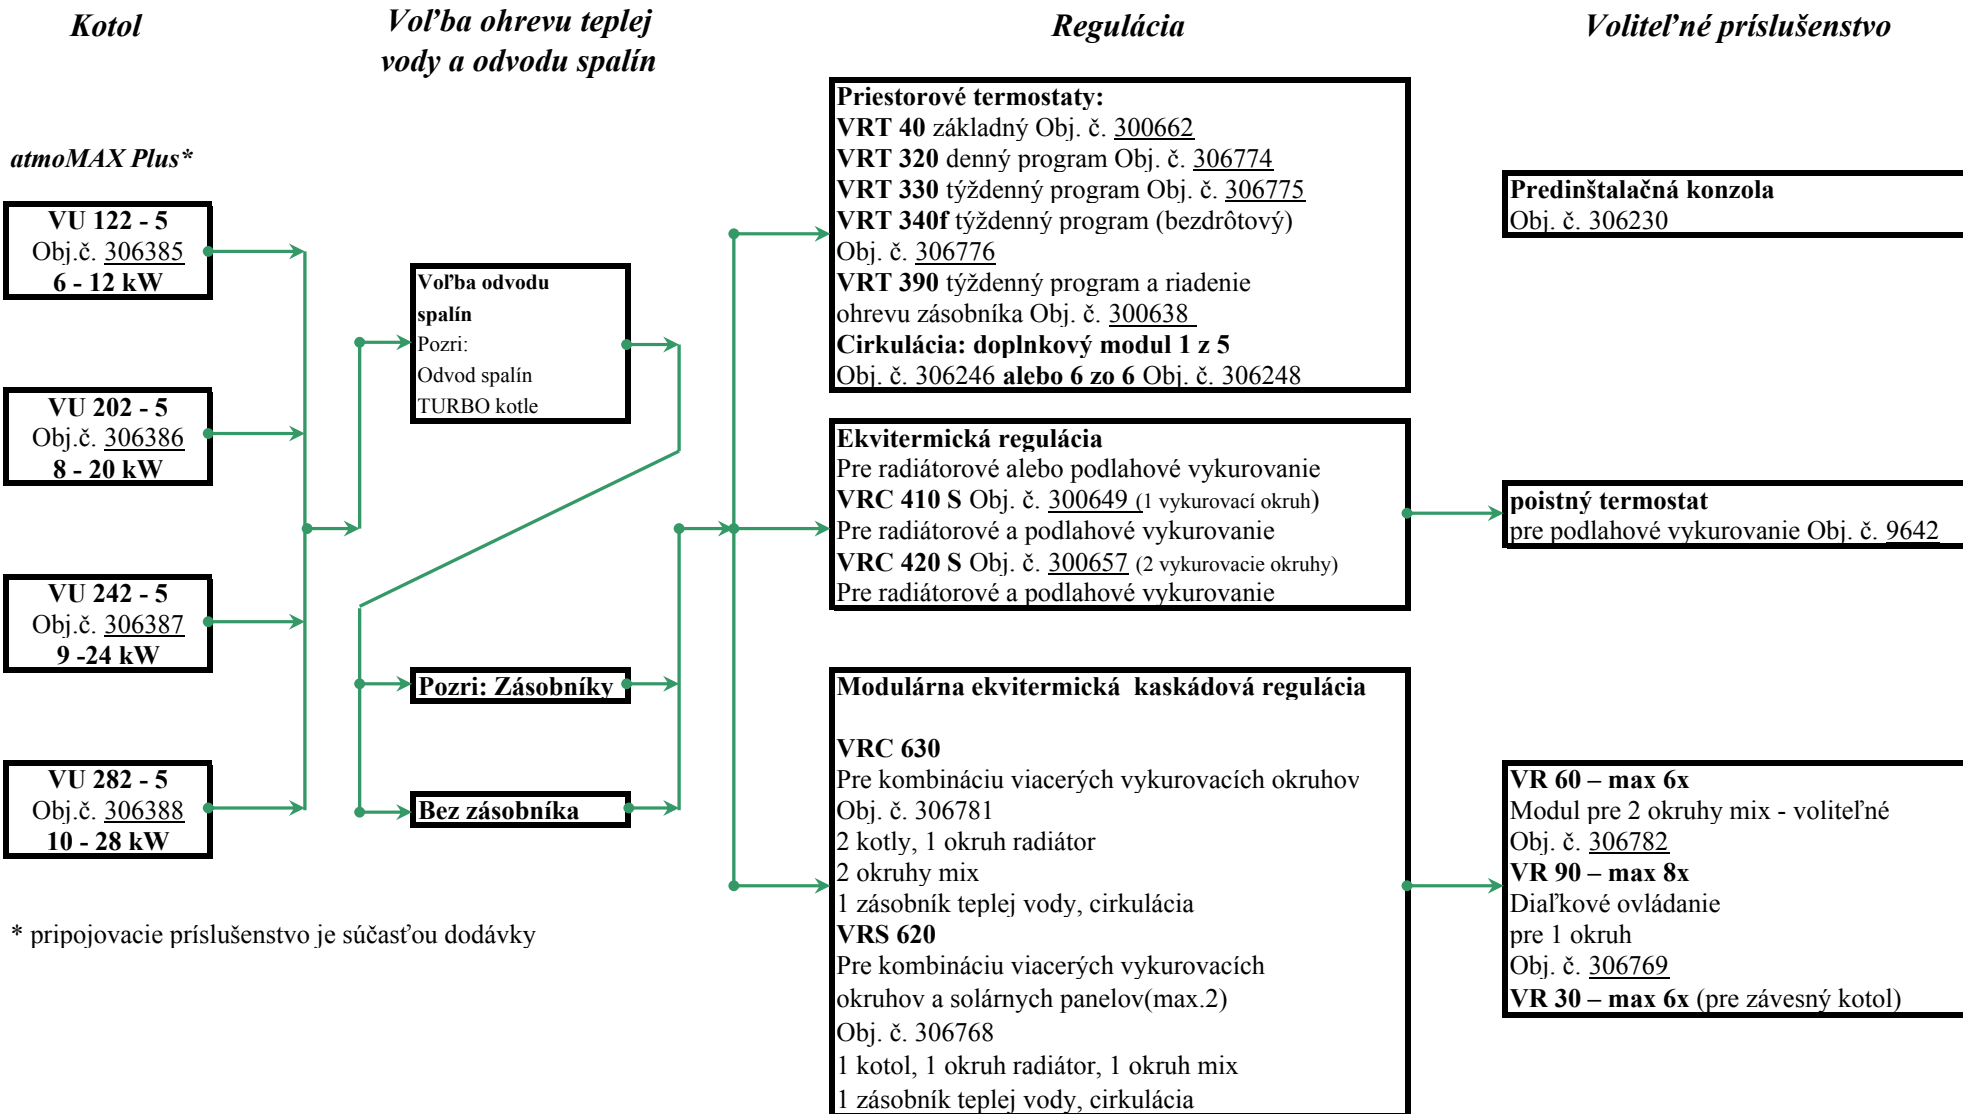 Kotol
Voľba ohrevu teplej
vody a odvodu spalín
Regulácia
Voliteľné príslušenstvo
atmoMAX Plus*
VU 122 - 5
Obj.č. 306385
6 - 12 kW
VU 202 - 5
Obj.č. 306386
8 - 20 kW
VU 242 - 5
Obj.č. 306387
9 -24 kW
VU 282 - 5
Obj.č. 306388
10 - 28 kW
* pripojovacie príslušenstvo je súčasťou dodávky
Voľba odvodu
spalín
Pozri:
Odvod spalín
TURBO kotle
Pozri: Zásobníky
Bez zásobníka
Priestorové termostaty:
VRT 40 základný Obj. č. 300662
VRT 320 denný program Obj. č. 306774
VRT 330 týždenný program Obj. č. 306775
VRT 340f týždenný program (bezdrôtový)
Obj. č. 306776
VRT 390 týždenný program a riadenie
ohrevu zásobníka Obj. č. 300638
Cirkulácia: doplnkový modul 1 z 5
Obj. č. 306246 alebo 6 zo 6 Obj. č. 306248
Ekvitermická regulácia
Pre radiátorové alebo podlahové vykurovanie
VRC 410 S Obj. č. 300649 (1 vykurovací okruh)
Pre radiátorové a podlahové vykurovanie
VRC 420 S Obj. č. 300657 (2 vykurovacie okruhy)
Pre radiátorové a podlahové vykurovanie
Modulárna ekvitermická kaskádová regulácia
VRC 630
Pre kombináciu viacerých vykurovacích okruhov
Obj. č. 306781
2 kotly, 1 okruh radiátor
2 okruhy mix
1 zásobník teplej vody, cirkulácia
VRS 620
Pre kombináciu viacerých vykurovacích
okruhov a solárnych panelov(max.2)
Obj. č. 306768
1 kotol, 1 okruh radiátor, 1 okruh mix
1 zásobník teplej vody, cirkulácia
Predinštalačná konzola
Obj. č. 306230
poistný termostat
pre podlahové vykurovanie Obj. č. 9642
VR 60 – max 6x
Modul pre 2 okruhy mix - voliteľné
Obj. č. 306782
VR 90 – max 8x
Diaľkové ovládanie
pre 1 okruh
Obj. č. 306769
VR 30 – max 6x (pre závesný kotol)